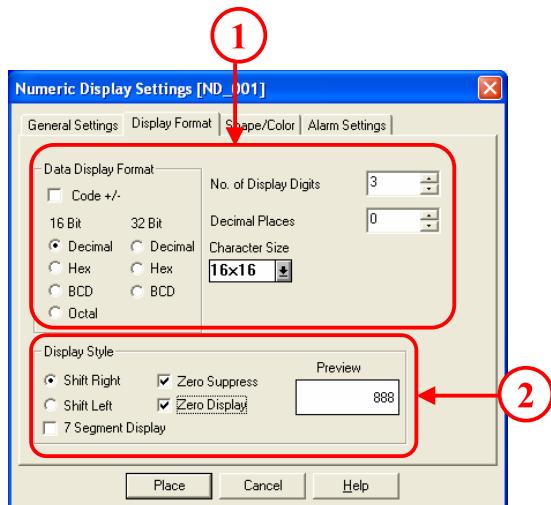 1
Numeric Display Settings [ND_001]
General Settings
Display Format
Shape/Color
Alarm Settings
Data Display Format
Code +/-
16 Bit
32 Bit
Decimal
Decimal
Hex
Hex
BCD
BCD
Octal
No. of Display Digits
3
Decimal Places
0
Character Size
16×16
Display Style
Shift Right
Zero Suppress
Shift Left
Zero Display
7 Segment Display
Preview
888
2
Place
Cancel
Help